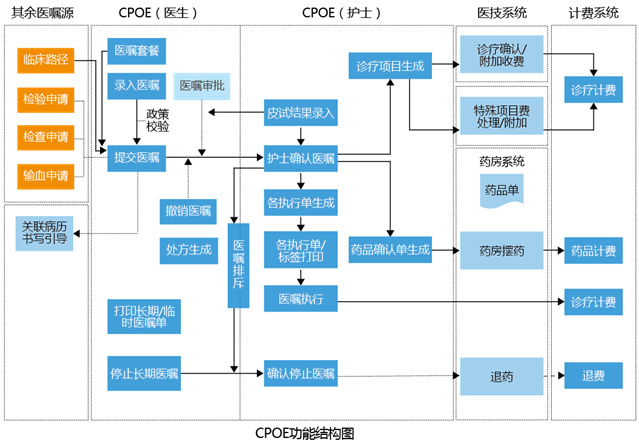 其余医嘱源
CPOE（医生）
CPOE（护士）
医技系统
计费系统
临床路径
检验申请
检查申请
输血申请
关联病历
书写引导
医嘱套餐
录入医嘱
政策
校验
提交医嘱
医嘱审批
撤销医嘱
处方生成
打印长期/临
时医嘱单
停止长期医嘱
医嘱排斥
皮试结果录入
护士确认医嘱
各执行单生成
各执行单/
标签打印
医嘱执行
确认停止医嘱
诊疗项目生成
药品确认单生成
诊疗确认/
附加收费
特殊项目费
处理/附加
药房系统
药品单
药房摆药
退药
诊疗计费
药品计费
诊疗计费
退费
CPOE功能结构图